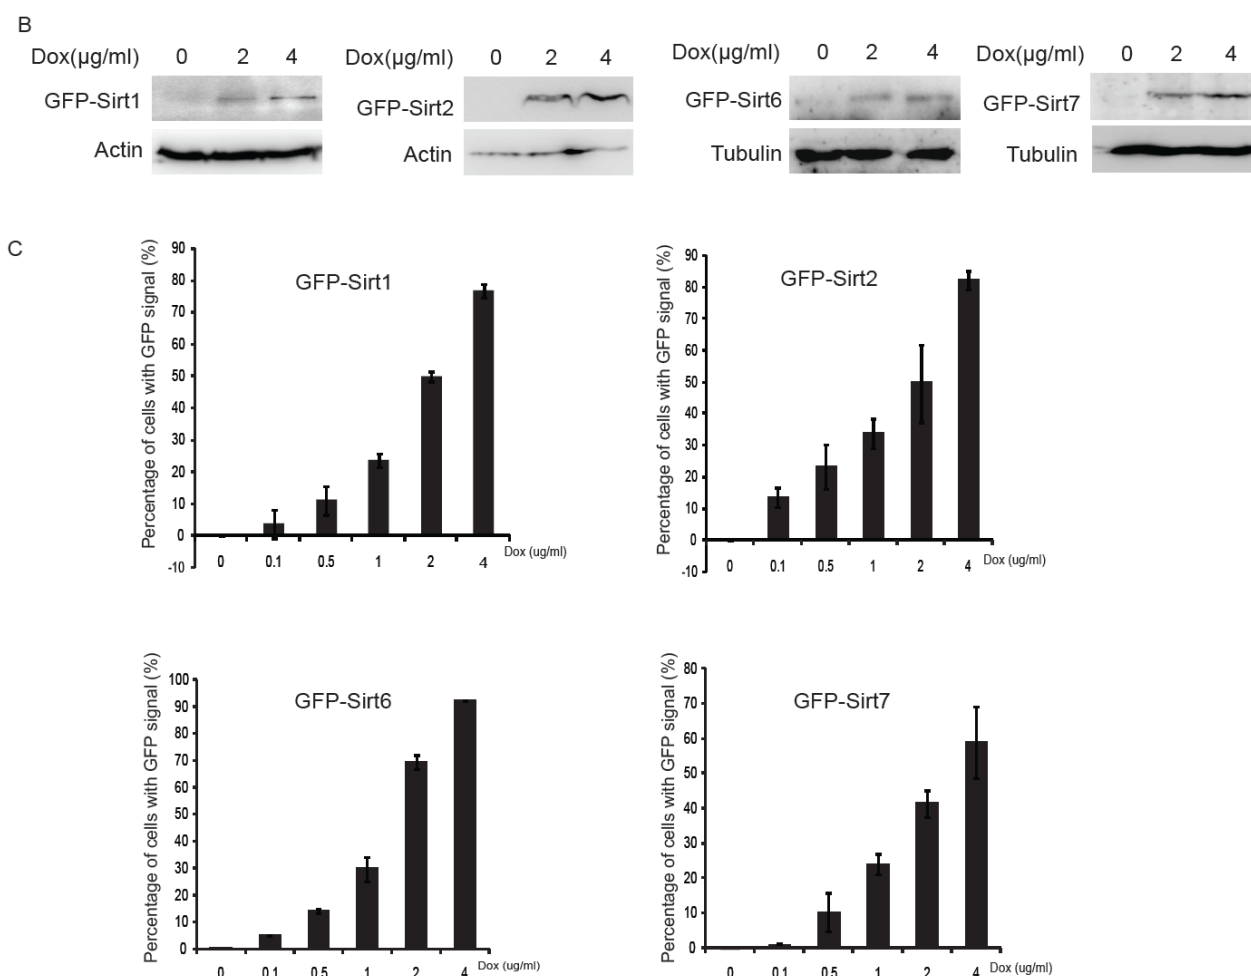 B
Dox(µg/ml) 0 2 4
GFP-Sirt1
Actin
Dox(µg/ml) 0 2 4
GFP-Sirt2
Actin
Dox(µg/ml) 0 2 4
GFP-Sirt6
Tubulin
Dox(µg/ml) 0 2 4
GFP-Sirt7
Tubulin
C
GFP-Sirt1
Percentage of cells with GFP signal (%)
90
80
70
60
50
40
30
20
10
0
-10
0 0.1 0.5 1 2 4
Dox (ug/ml)
GFP-Sirt2
Percentage of cells with GFP signal (%)
90
80
70
60
50
40
30
20
10
0
-10
0 0.1 0.5 1 2 4
Dox (ug/ml)
GFP-Sirt6
Percentage of cells with GFP signal (%)
100
90
80
70
60
50
40
30
20
10
0
0 0.1 0.5 1 2 4
Dox (ug/ml)
GFP-Sirt7
Percentage of cells with GFP signal (%)
80
70
60
50
40
30
20
10
0
0 0.1 0.5 1 2 4
Dox (ug/ml)